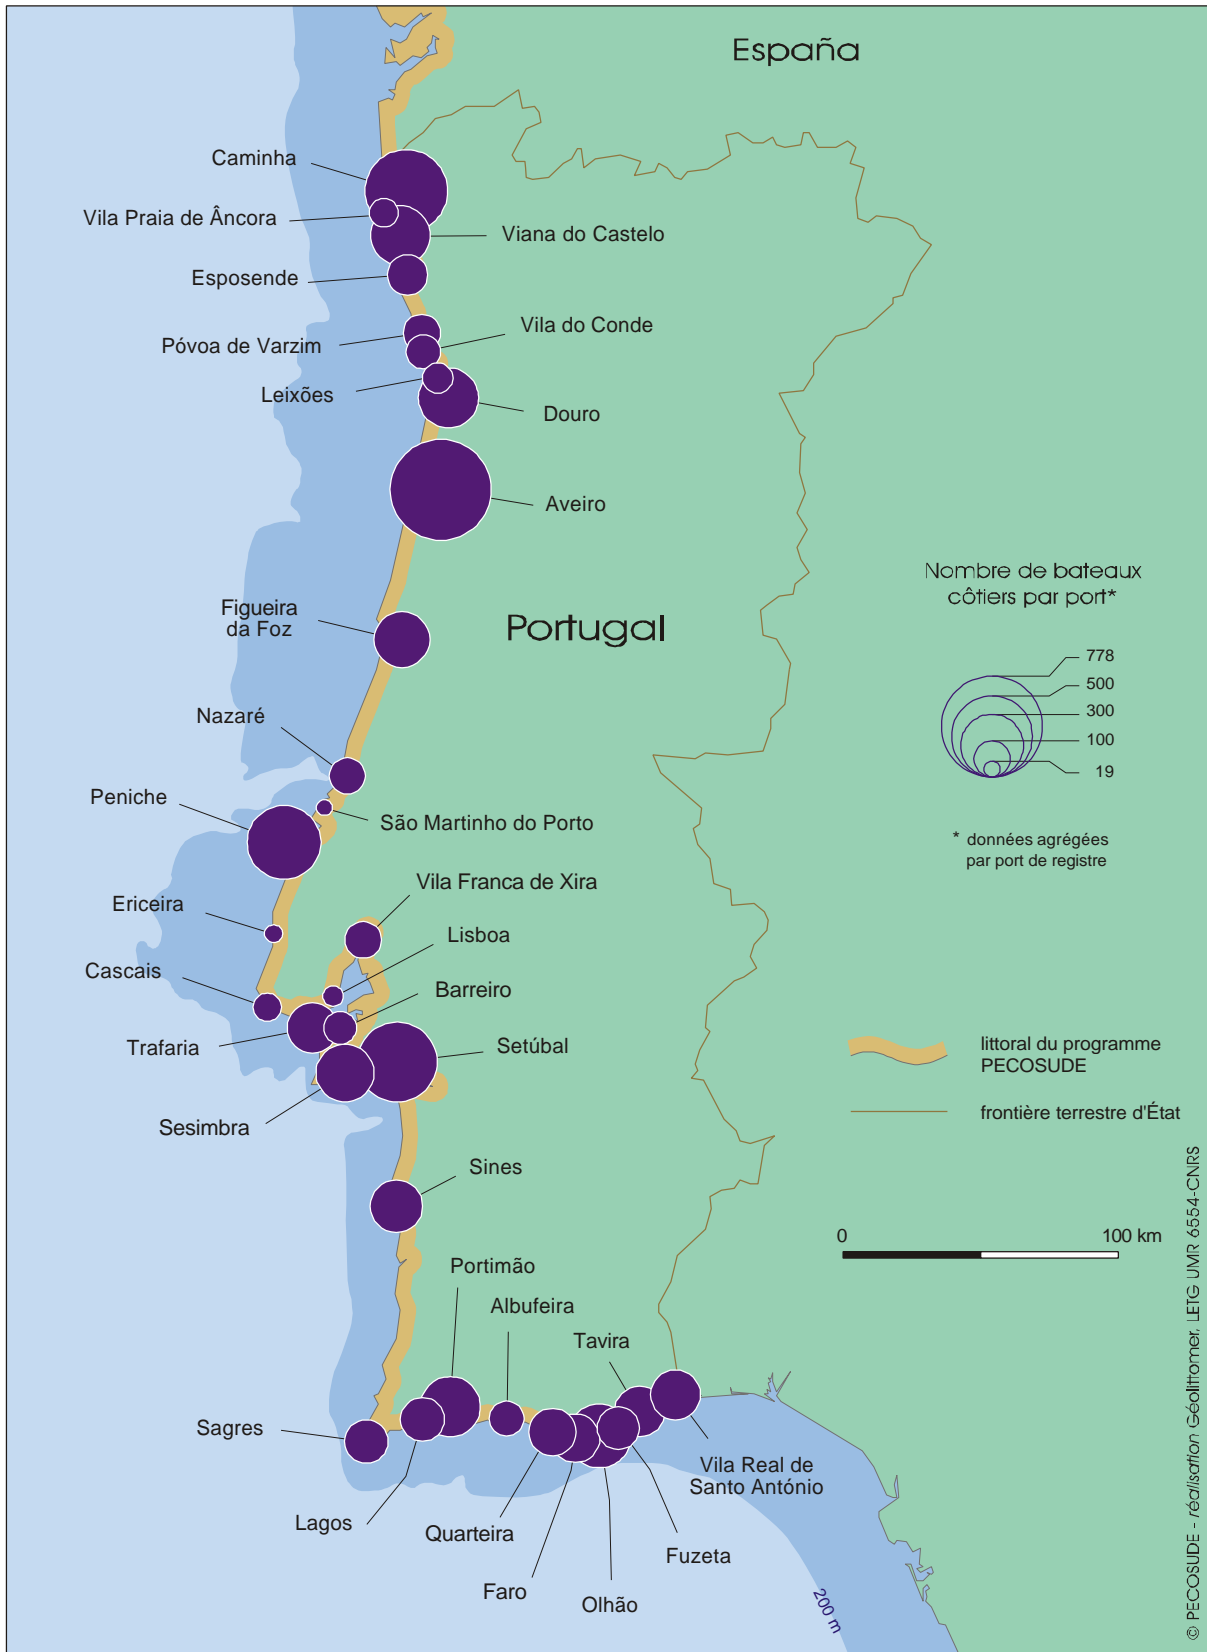 España
Caminha
Vila Praia de Âncora
Viana do Castelo
Esposende
Vila do Conde
Póvoa de Varzim
Leixões
Douro
Aveiro
Nombre de bateaux
côtiers par port*
778
500
300
100
19
* données agrégées
par port de registre
Figueira
da Foz
Portugal
Nazaré
Peniche
São Martinho do Porto
Vila Franca de Xira
Ericeira
Lisboa
Cascais
Barreiro
Trafaria
Setúbal
Sesimbra
littoral du programme
PECOSUDE
frontière terrestre d'État
Sines
0
100 km
Portimão
Albufeira
Tavira
Sagres
Lagos
Quarteira
Faro
Olhão
Fuzeta
Vila Real de
Santo António
200 m
© PECOSUDE - réalisation Géolittomer, LETG UMR 6554-CNRS